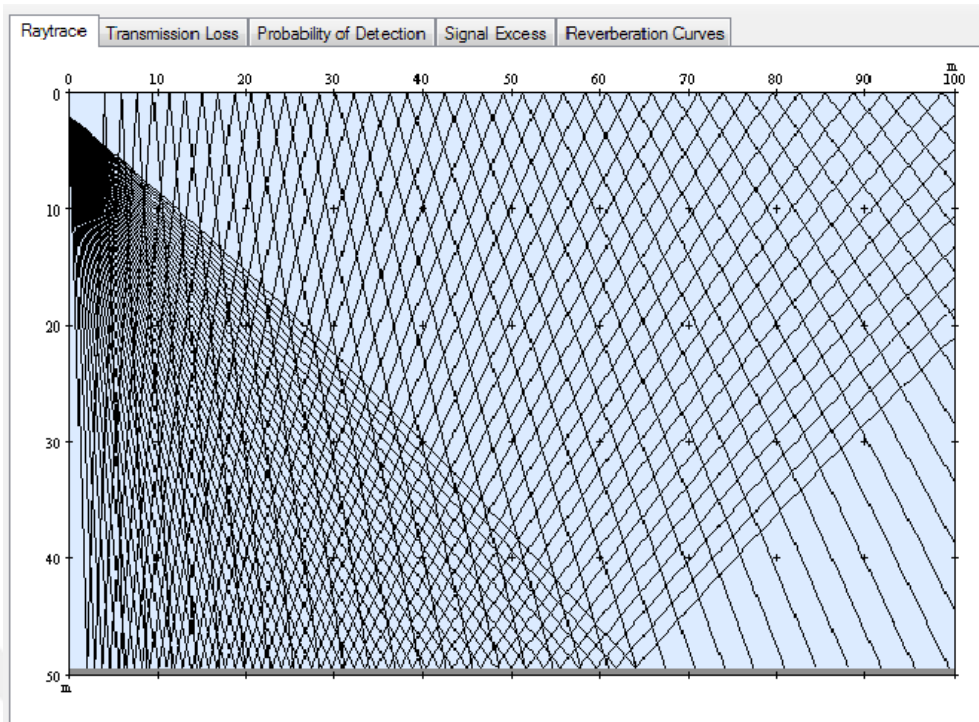 Raytrace Transmission Loss Probability of Detection Signal Excess Reverberation Curves
m
0 10 20 30 40 50 60 70 80 90 100
0
10
20
30
40
50
m